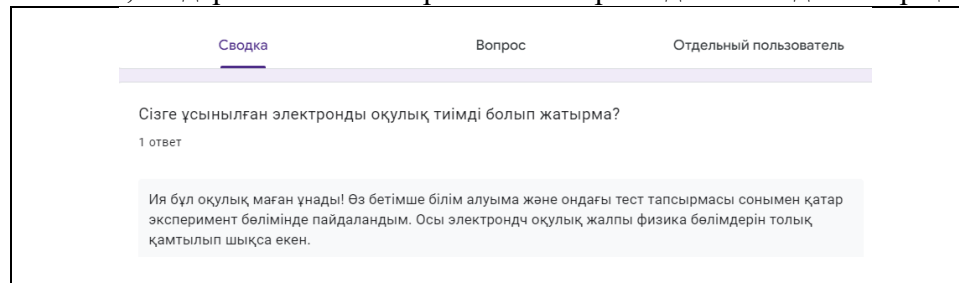 Сводка Вопрос Отдельный пользователь
Сізге ұсынылған электронды оқулық тиімді болып жатырма?
1 ответ
Ия бұл оқулық маған ұнады! Өз бетімше білім алуыма және ондағы тест тапсырмасы сонымен қатар
эксперимент бөлімінде пайдаландым. Осы электрондч оқулық жалпы физика бөлімдерін толық
қамтылып шықса екен.